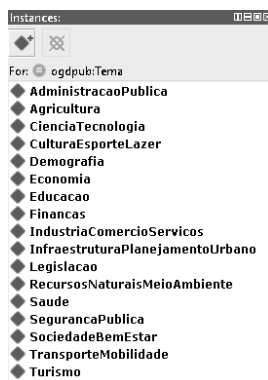 Instances:
For: ogdpub:Tema
AdministracaoPublica
Agricultura
CienciaTecnologia
CulturaEsporteLazer
Demografia
Economia
Educacao
Financas
IndustriaComercioServicos
InfraestruturaPlanejamentoUrbano
Legislacao
RecursosNaturaisMeioAmbiente
Saude
SegurancaPublica
SociedadeBemEstar
TransporteMobilidade
Turismo